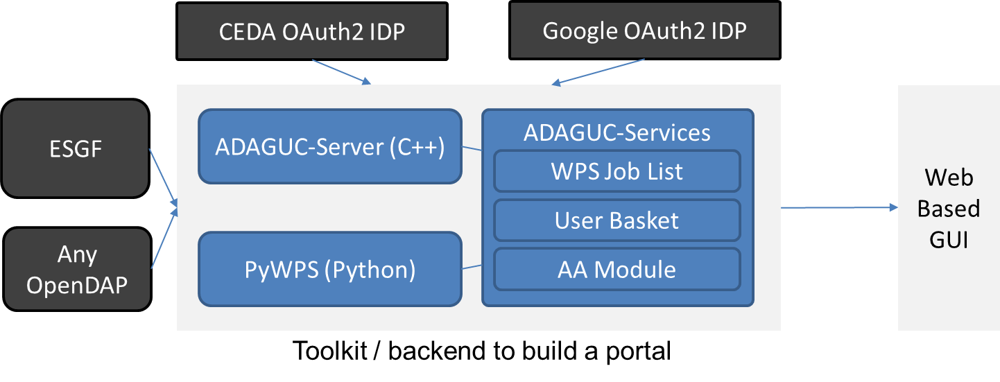 CEDA OAuth2 IDP
Google OAuth2 IDP
ESGF
Any
OpenDAP
ADAGUC-Server (C++)
PyWPS (Python)
ADAGUC-Services
WPS Job List
User Basket
AA Module
Web
Based
GUI
Toolkit / backend to build a portal